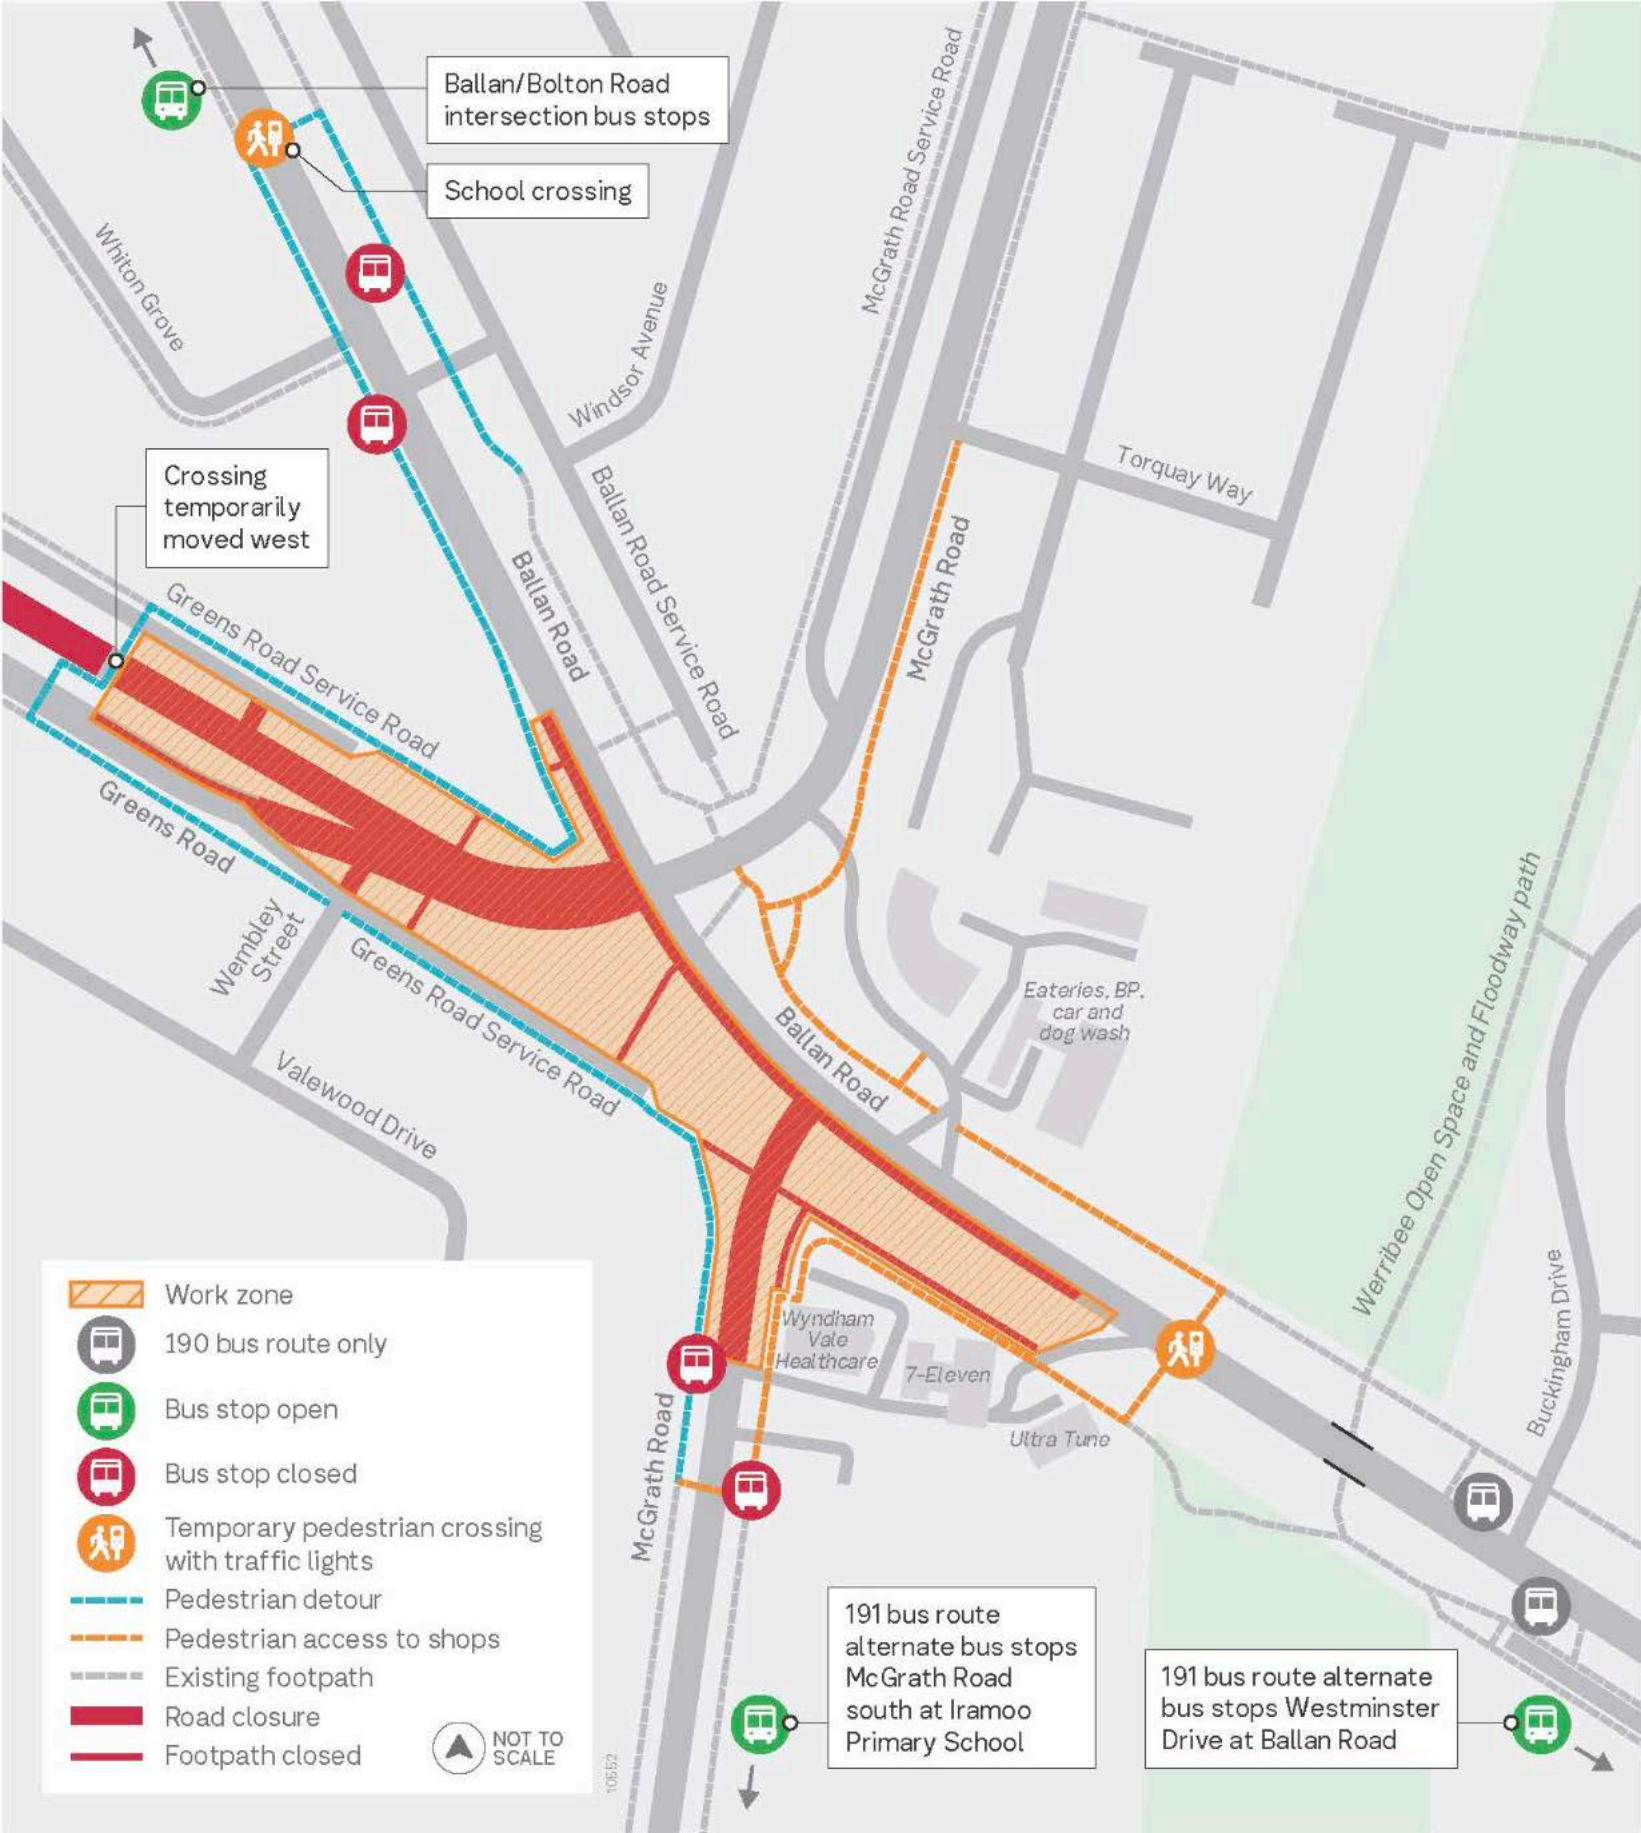 Ballan/Bolton Road
intersection bus stops
School crossing
McGrath Road Service Road
Whiton Grove
Windsor Avenue
Torquay Way
Crossing
temporarily
moved west
Ballan Road Service Road
Ballan Road
McGrath Road
Greens Road Service Road
Greens Road
Wembley
Street
Greens Road Service Road
Valewood Drive
Ballan Road
Eateries, BP,
car and
dog wash
Werribee Open Space and Floodway path
Buckingham Drive
Wyndham
Vale
Healthcare
7-Eleven
Ultra Tune
McGrath Road
Work zone
190 bus route only
Bus stop open
Bus stop closed
Temporary pedestrian crossing
with traffic lights
Pedestrian detour
Pedestrian access to shops
Existing footpath
Road closure
Footpath closed
NOT TO
SCALE
10552
191 bus route
alternate bus stops
McGrath Road
south at Iramoo
Primary School
191 bus route alternate
bus stops Westminster
Drive at Ballan Road